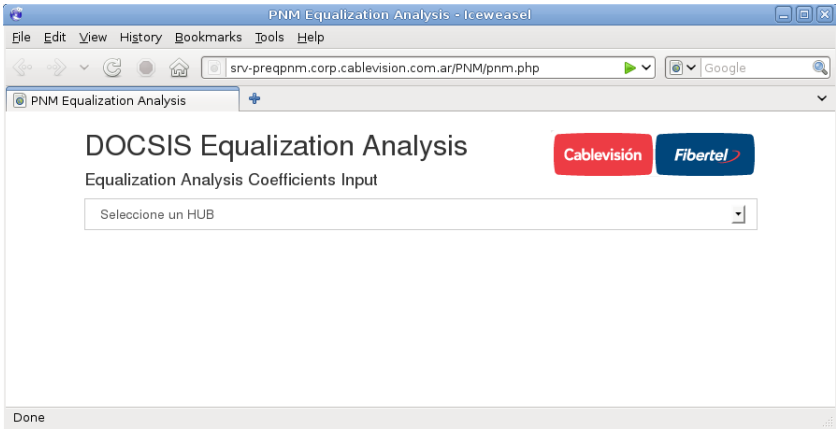 PNM Equalization Analysis - Iceweasel
File Edit View History Bookmarks Tools Help
srv-preqpnm.corp.cablevision.com.ar/PNM/pnm.php
Google
PNM Equalization Analysis
DOCSIS Equalization Analysis
Cablevisión Fibertel
Equalization Analysis Coefficients Input
Seleccione un HUB
Done